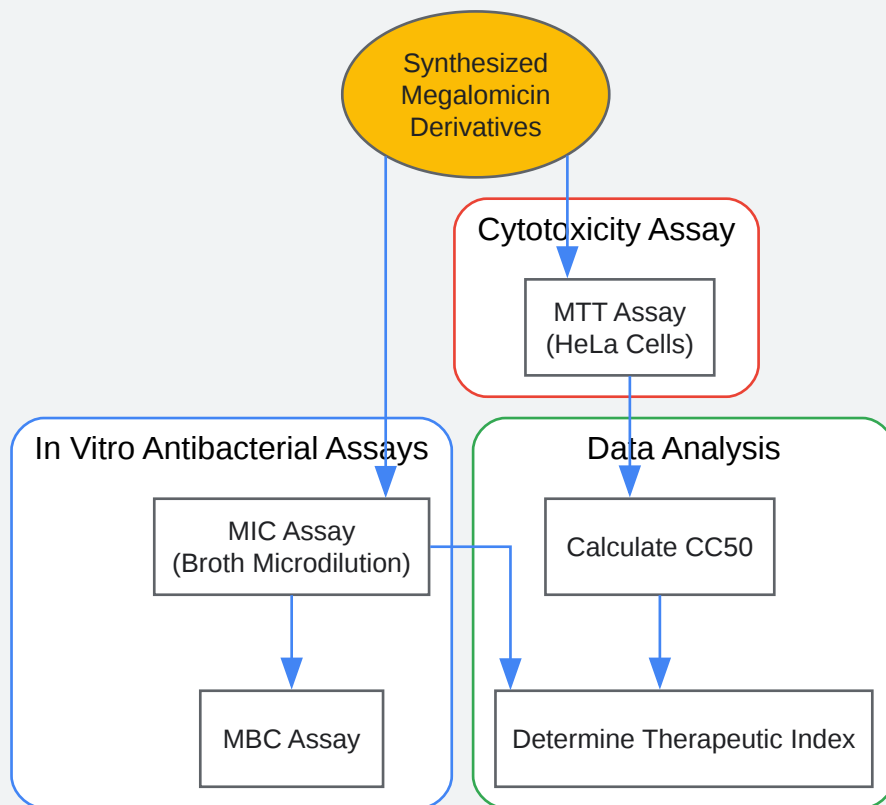 Synthesized
Megalomicin
Derivatives
Cytotoxicity Assay
MTT Assay
(HeLa Cells)
In Vitro Antibacterial Assays
MIC Assay
(Broth Microdilution)
MBC Assay
Data Analysis
Calculate CC50
Determine Therapeutic Index